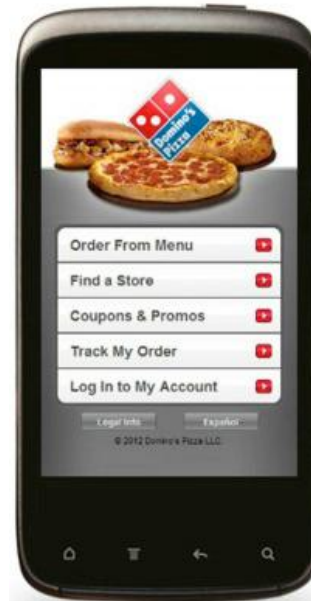 Domino's
Pizza
Order From Menu
Find a Store
Coupons & Promos
Track My Order
Log In to My Account
Legal Info
Español
© 2012 Domino's Pizza LLC.